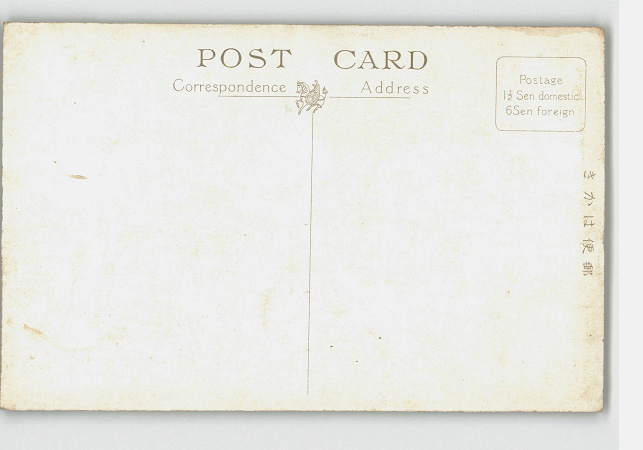 POST CARD
Correspondence
Address
Postage
1½ Sen domestic
6Sen foreign
きかは便郵